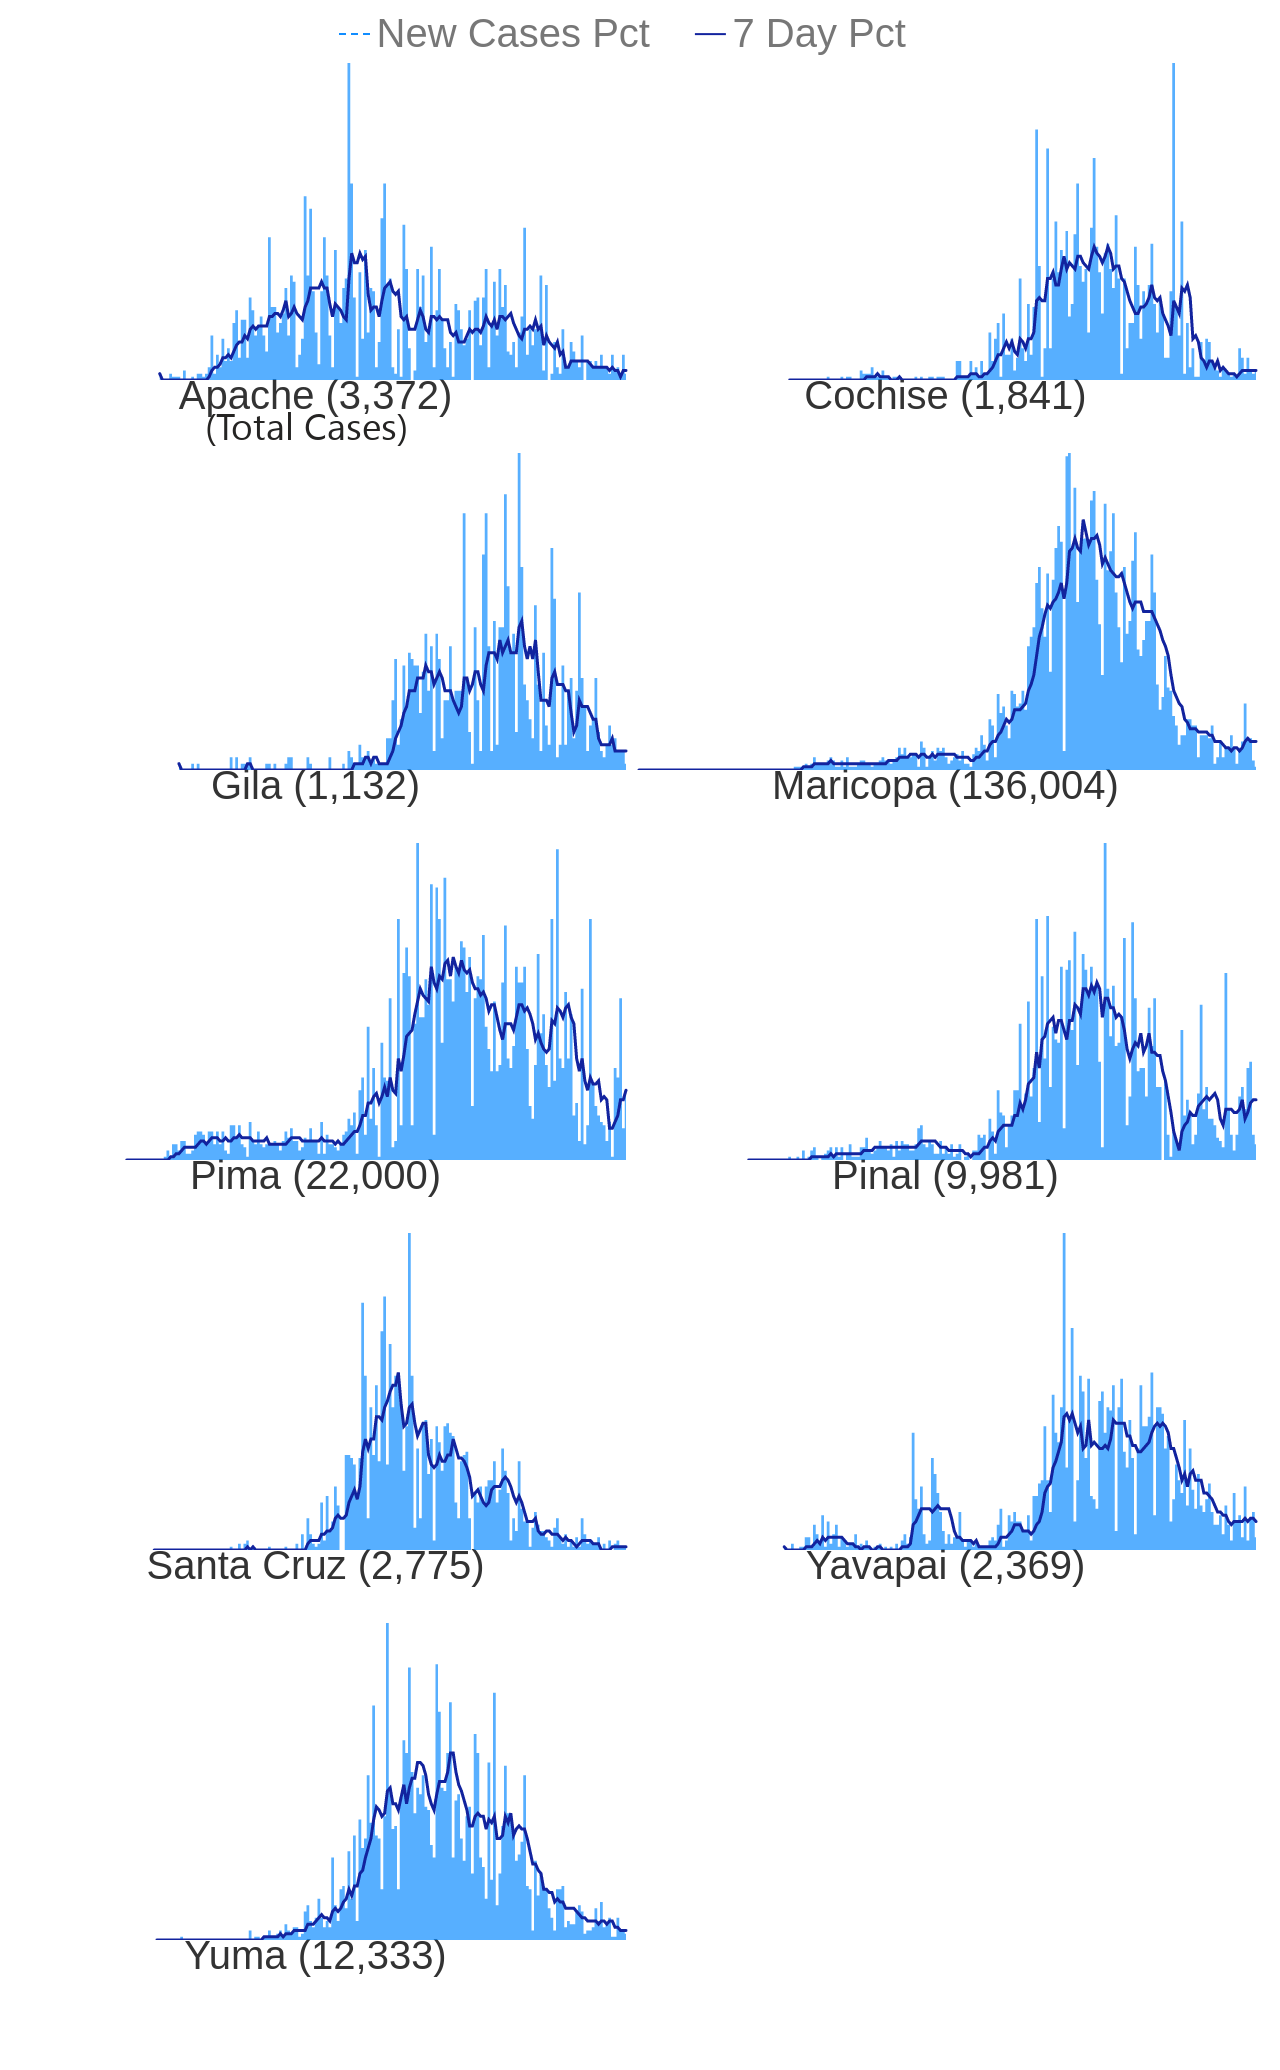 New Cases Pct 7 Day Pct
Apache (3,372) Cochise (1,841)
(Total Cases)
Gila (1,132) Maricopa (136,004)
Pima (22,000) Pinal (9,981)
Santa Cruz (2,775) Yavapai (2,369)
Yuma (12,333)